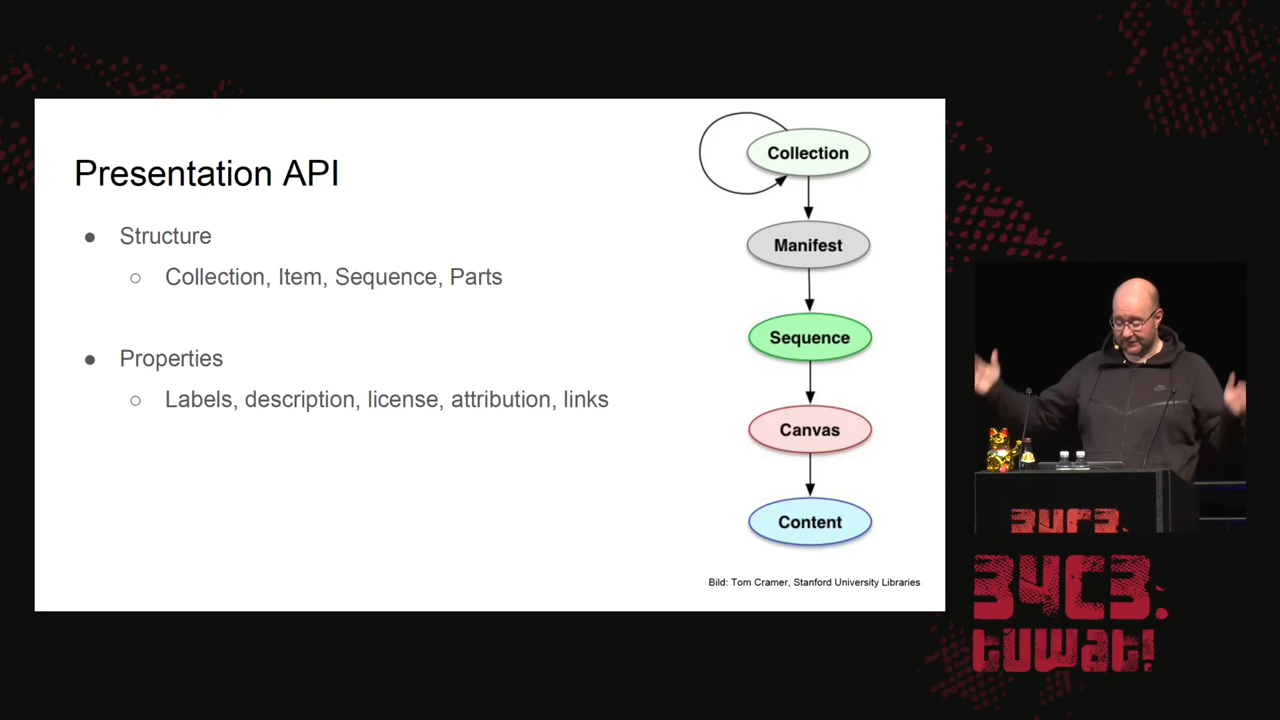 Presentation API
● Structure
○ Collection, Item, Sequence, Parts
● Properties
○ Labels, description, license, attribution, links
Collection
Manifest
Sequence
Canvas
Content
Bild: Tom Cramer, Stanford University Libraries
34C3.
34C3.
tuwat!